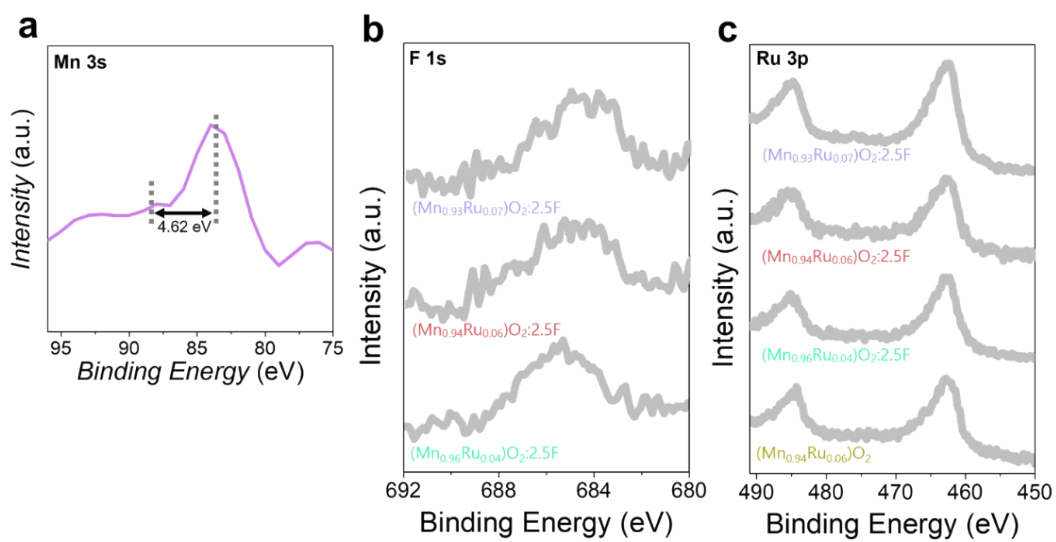 a
Mn 3s
Intensity (a.u.)
4.62 eV
95 90 85 80 75
Binding Energy (eV)
b
F 1s
Intensity (a.u.)
(Mn0.93Ru0.07)O2:2.5F
(Mn0.94Ru0.06)O2:2.5F
(Mn0.96Ru0.04)O2:2.5F
692 688 684 680
Binding Energy (eV)
c
Ru 3p
Intensity (a.u.)
(Mn0.93Ru0.07)O2:2.5F
(Mn0.94Ru0.06)O2:2.5F
(Mn0.96Ru0.04)O2:2.5F
(Mn0.94Ru0.06)O2
490 480 470 460 450
Binding Energy (eV)